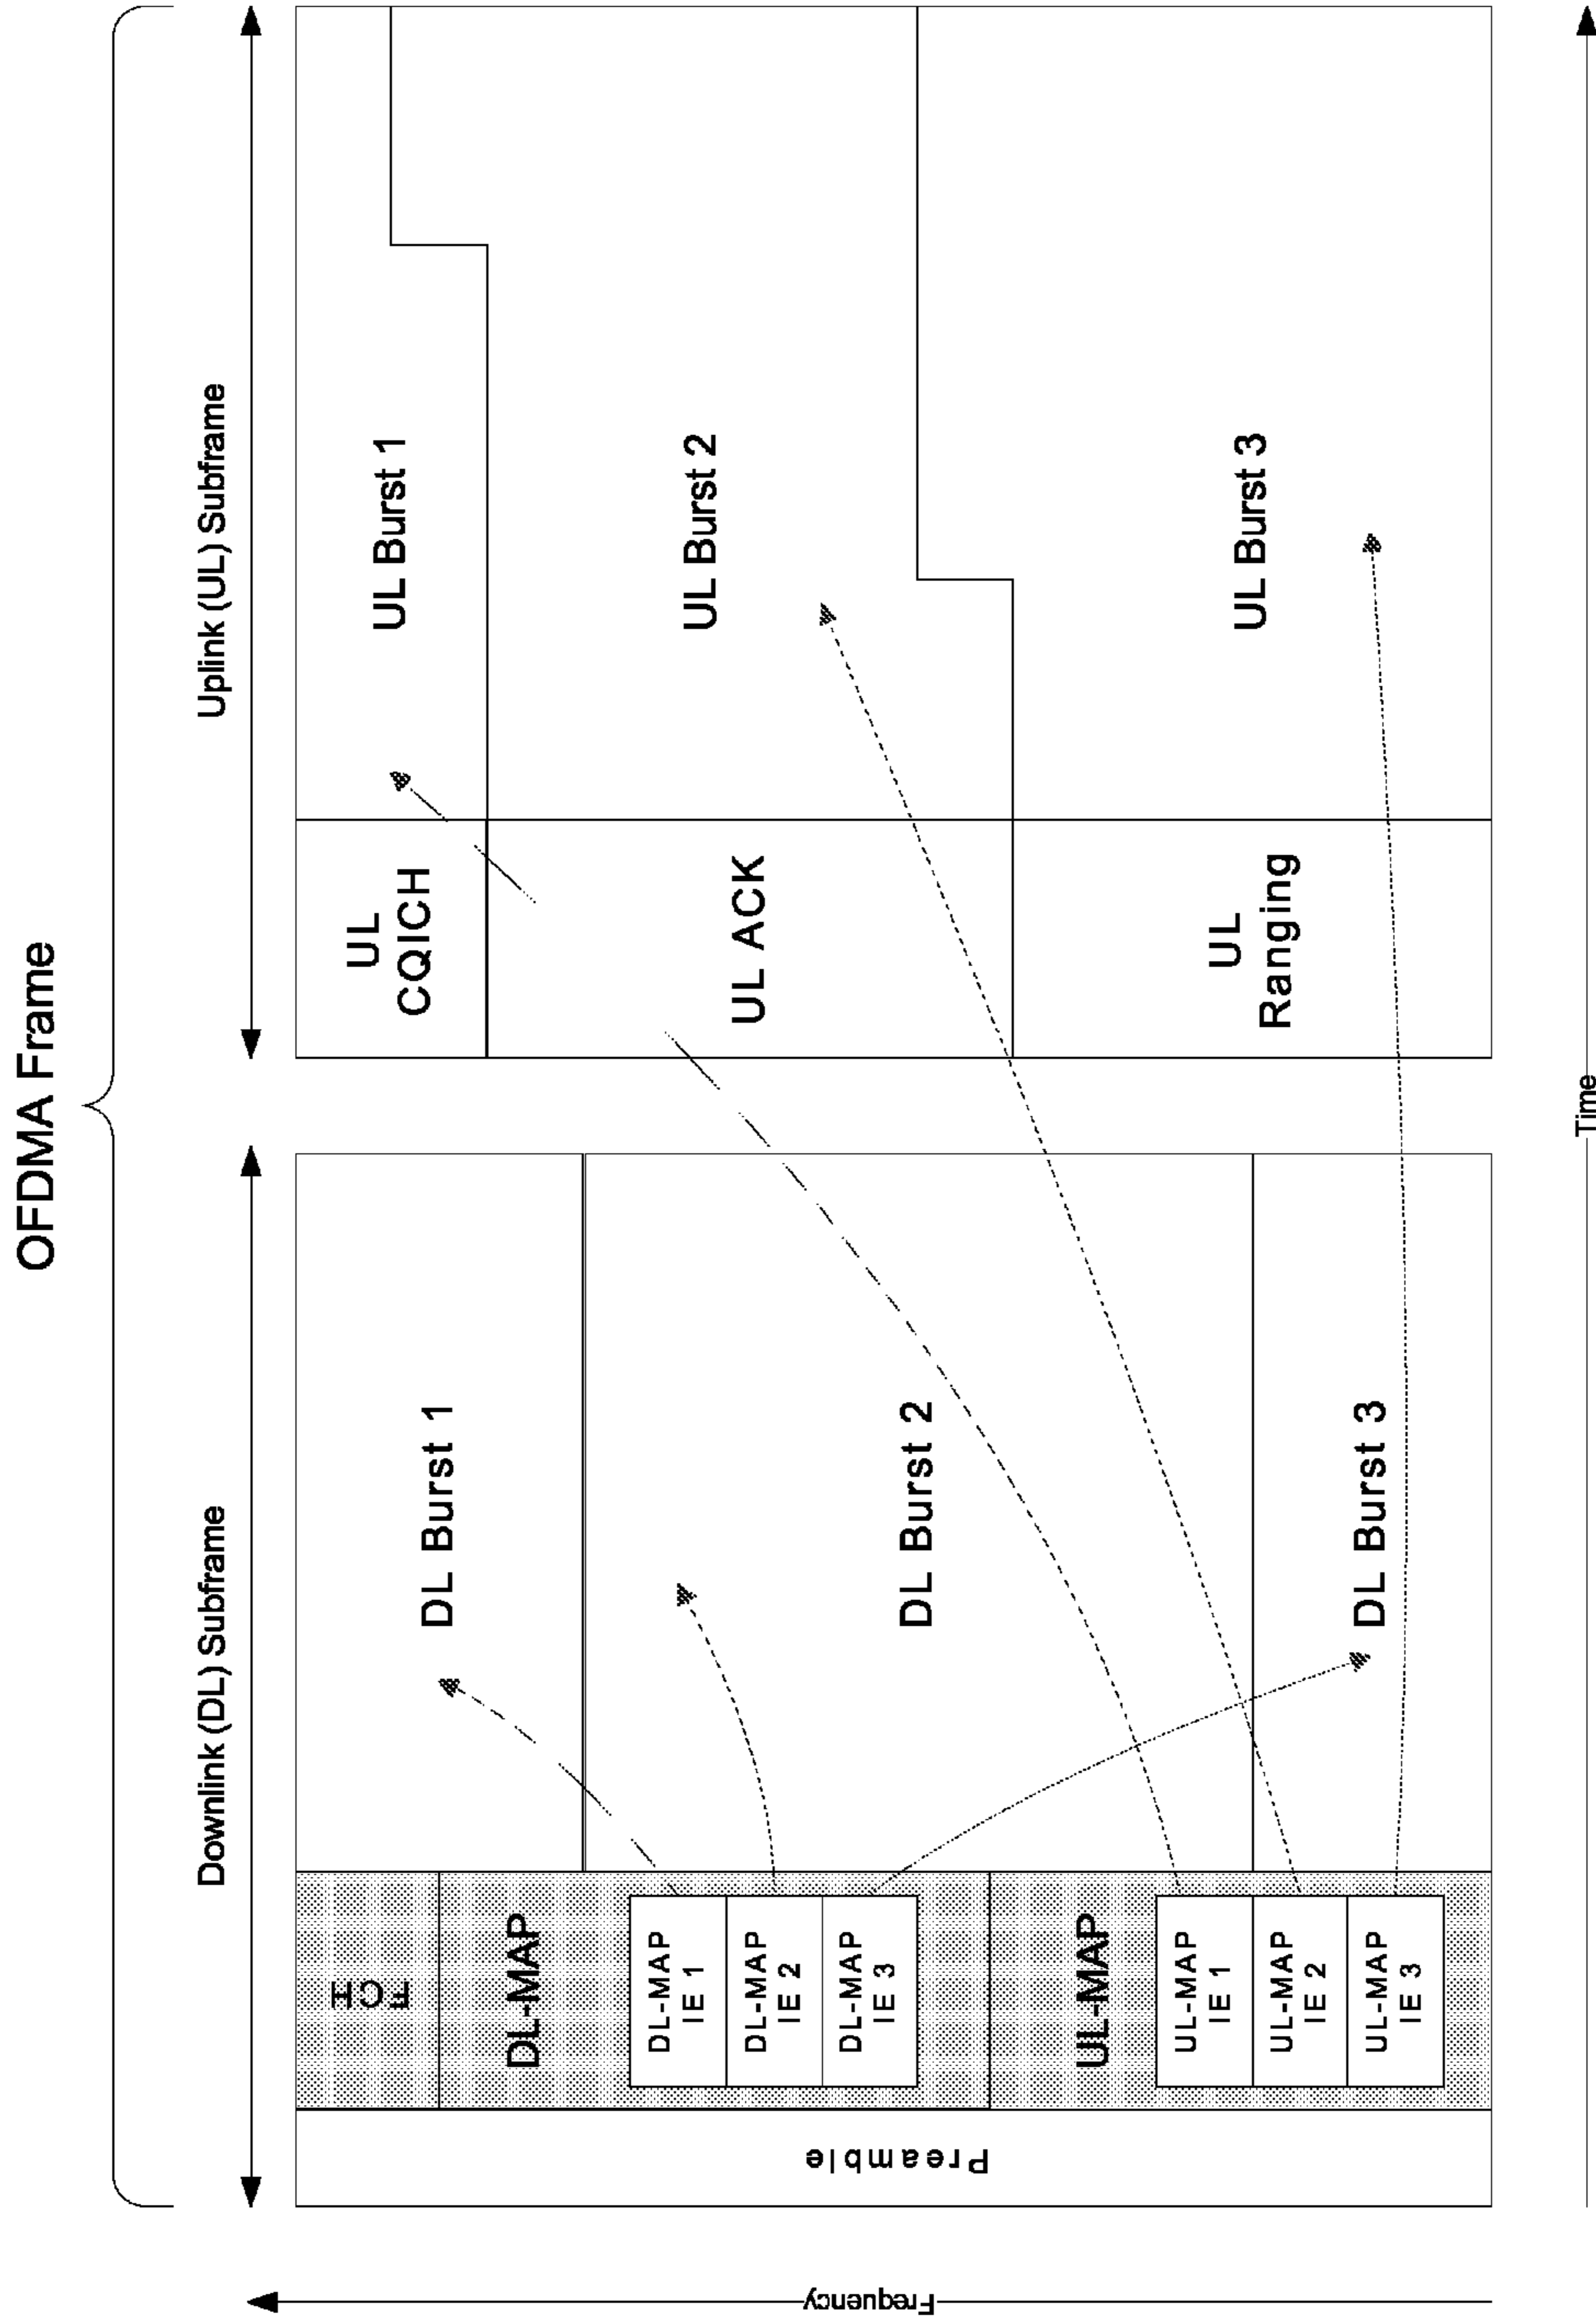 OFDMA Frame
Downlink (DL) Subframe
Uplink (UL) Subframe
Frequency
Preamble
FCH
DL-MAP
DL-MAP
IE 1
DL-MAP
IE 2
DL-MAP
IE 3
UL-MAP
UL-MAP
IE 1
UL-MAP
IE 2
UL-MAP
IE 3
DL Burst 1
DL Burst 2
DL Burst 3
UL
CQICH
UL ACK
UL
Ranging
UL Burst 1
UL Burst 2
UL Burst 3
Time